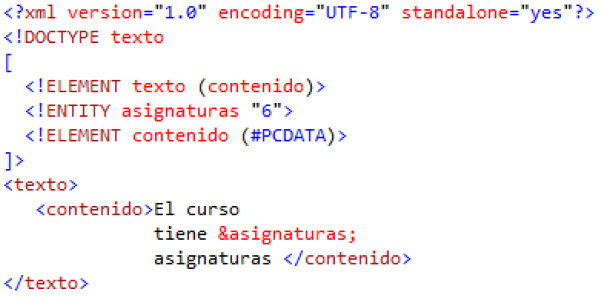 <?xml version="1.0" encoding="UTF-8" standalone="yes"?>
<!DOCTYPE texto
[
<!ELEMENT texto (contenido)>
<!ENTITY asignaturas "6">
<!ELEMENT contenido (#PCDATA)>
]>
<texto>
<contenido>El curso
tiene &asignaturas;
asignaturas </contenido>
</texto>